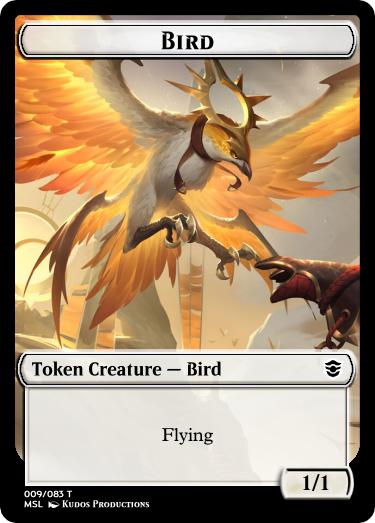 Bird
Token Creature — Bird
Flying
1/1
009/083 T
MSL Kudos Productions